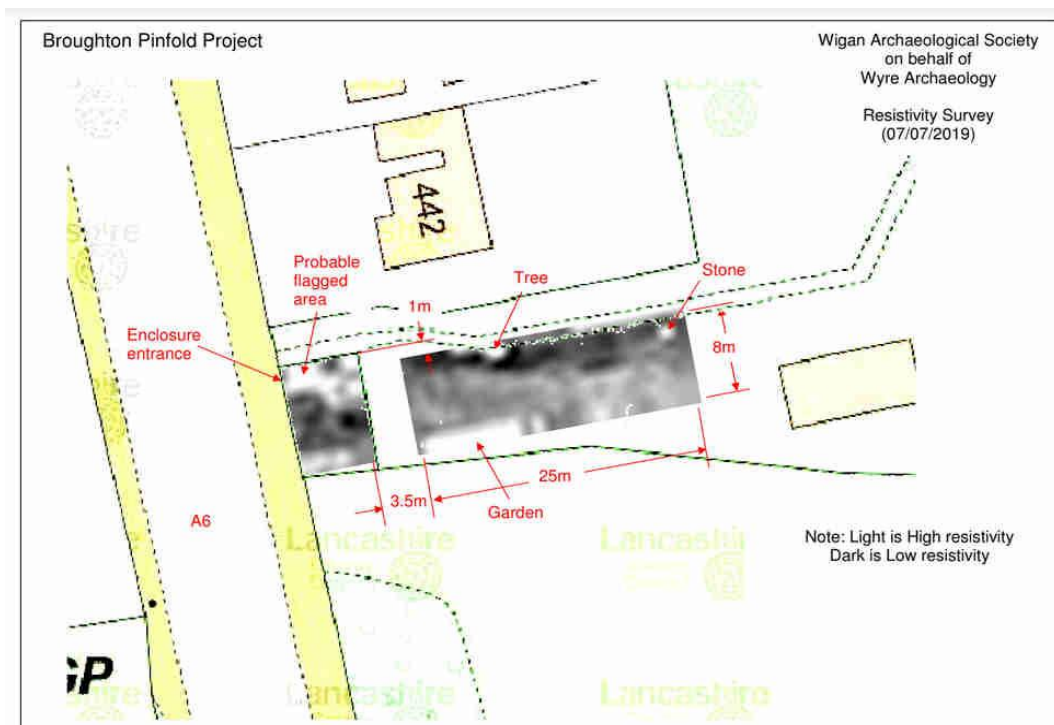 Broughton Pinfold Project
Wigan Archaeological Society
on behalf of
Wyre Archaeology
Resistivity Survey
(07/07/2019)
442
Probable
flagged
area
Tree
Stone
1m
Enclosure
entrance
8m
25m
3.5m
A6
Garden
Lancashire
Lancashire
Note: Light is High resistivity
Dark is Low resistivity
GP
Lancashire
Lancashire